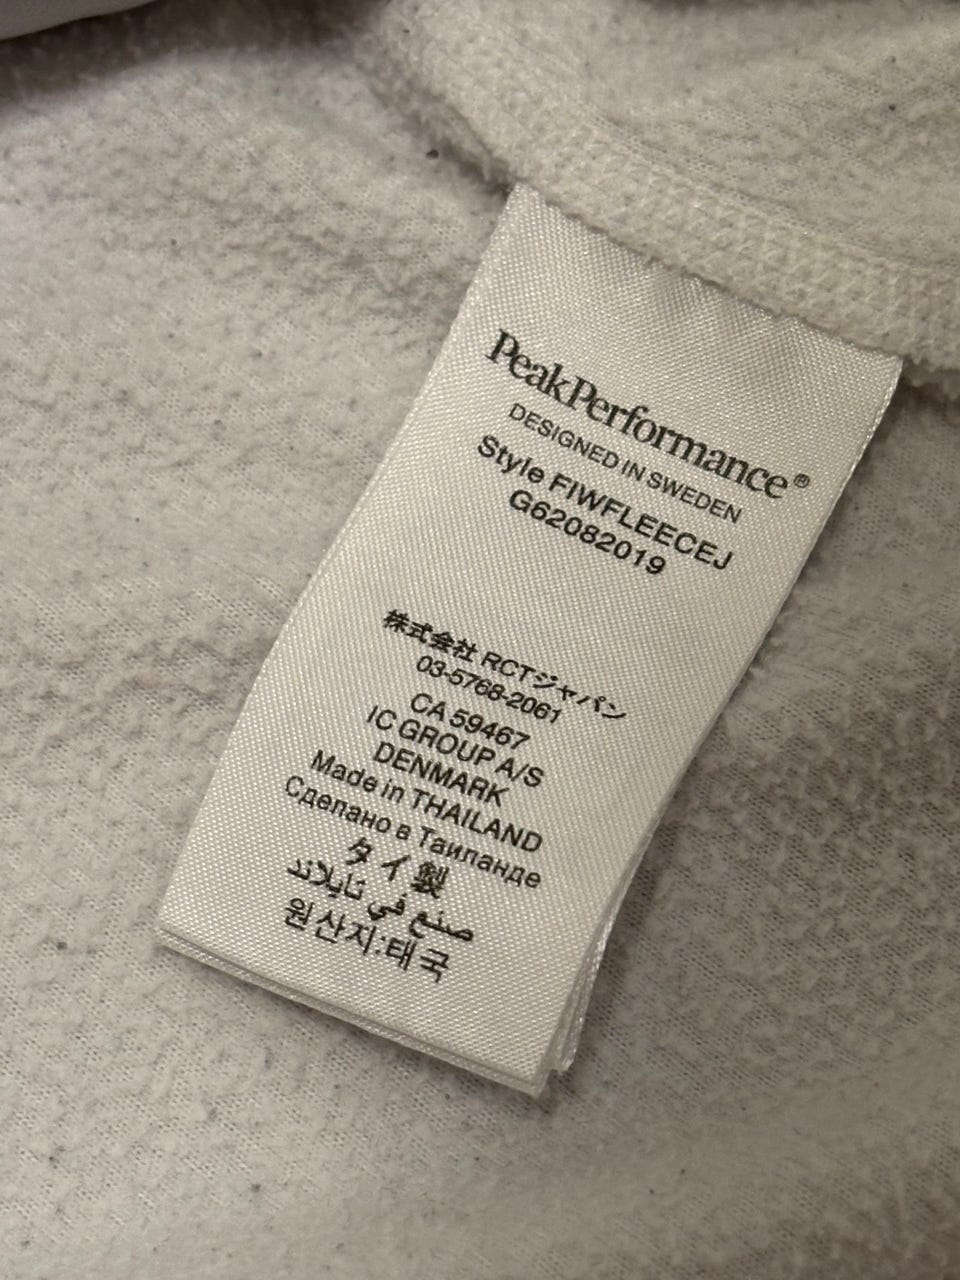 PeakPerformance®
DESIGNED IN SWEDEN
Style FIWFLEECEJ
G62082019
株式会社 RCTジャパン
03-5768-2061
CA 59467
IC GROUP A/S
DENMARK
Made in THAILAND
Сделано в Таиланде
タイ製
صنع في تايلاند
원산지:태국